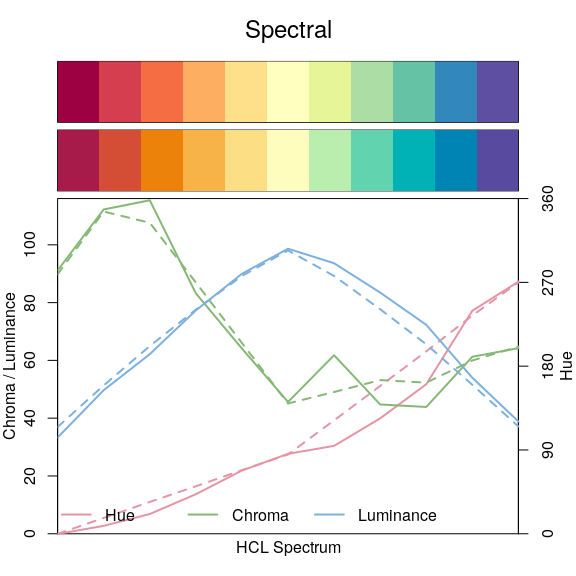 Spectral
Chroma / Luminance
0
20
40
60
80
100
0
90
180
270
360
Hue
Hue
Chroma
Luminance
HCL Spectrum